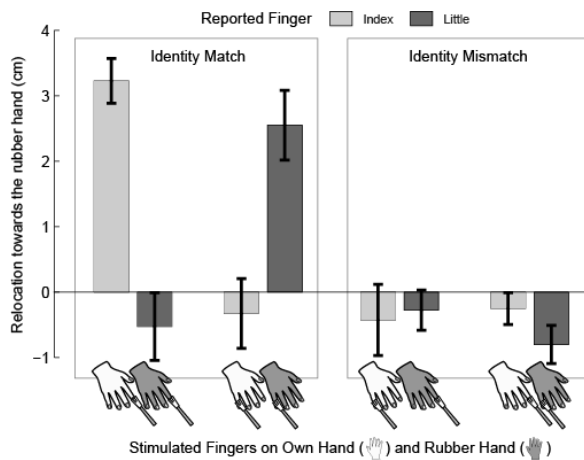 Reported Finger Index Little
Identity Match
Identity Mismatch
Relocation towards the rubber hand (cm)
4
3
2
1
0
−1
Stimulated Fingers on Own Hand ( ) and Rubber Hand ( )